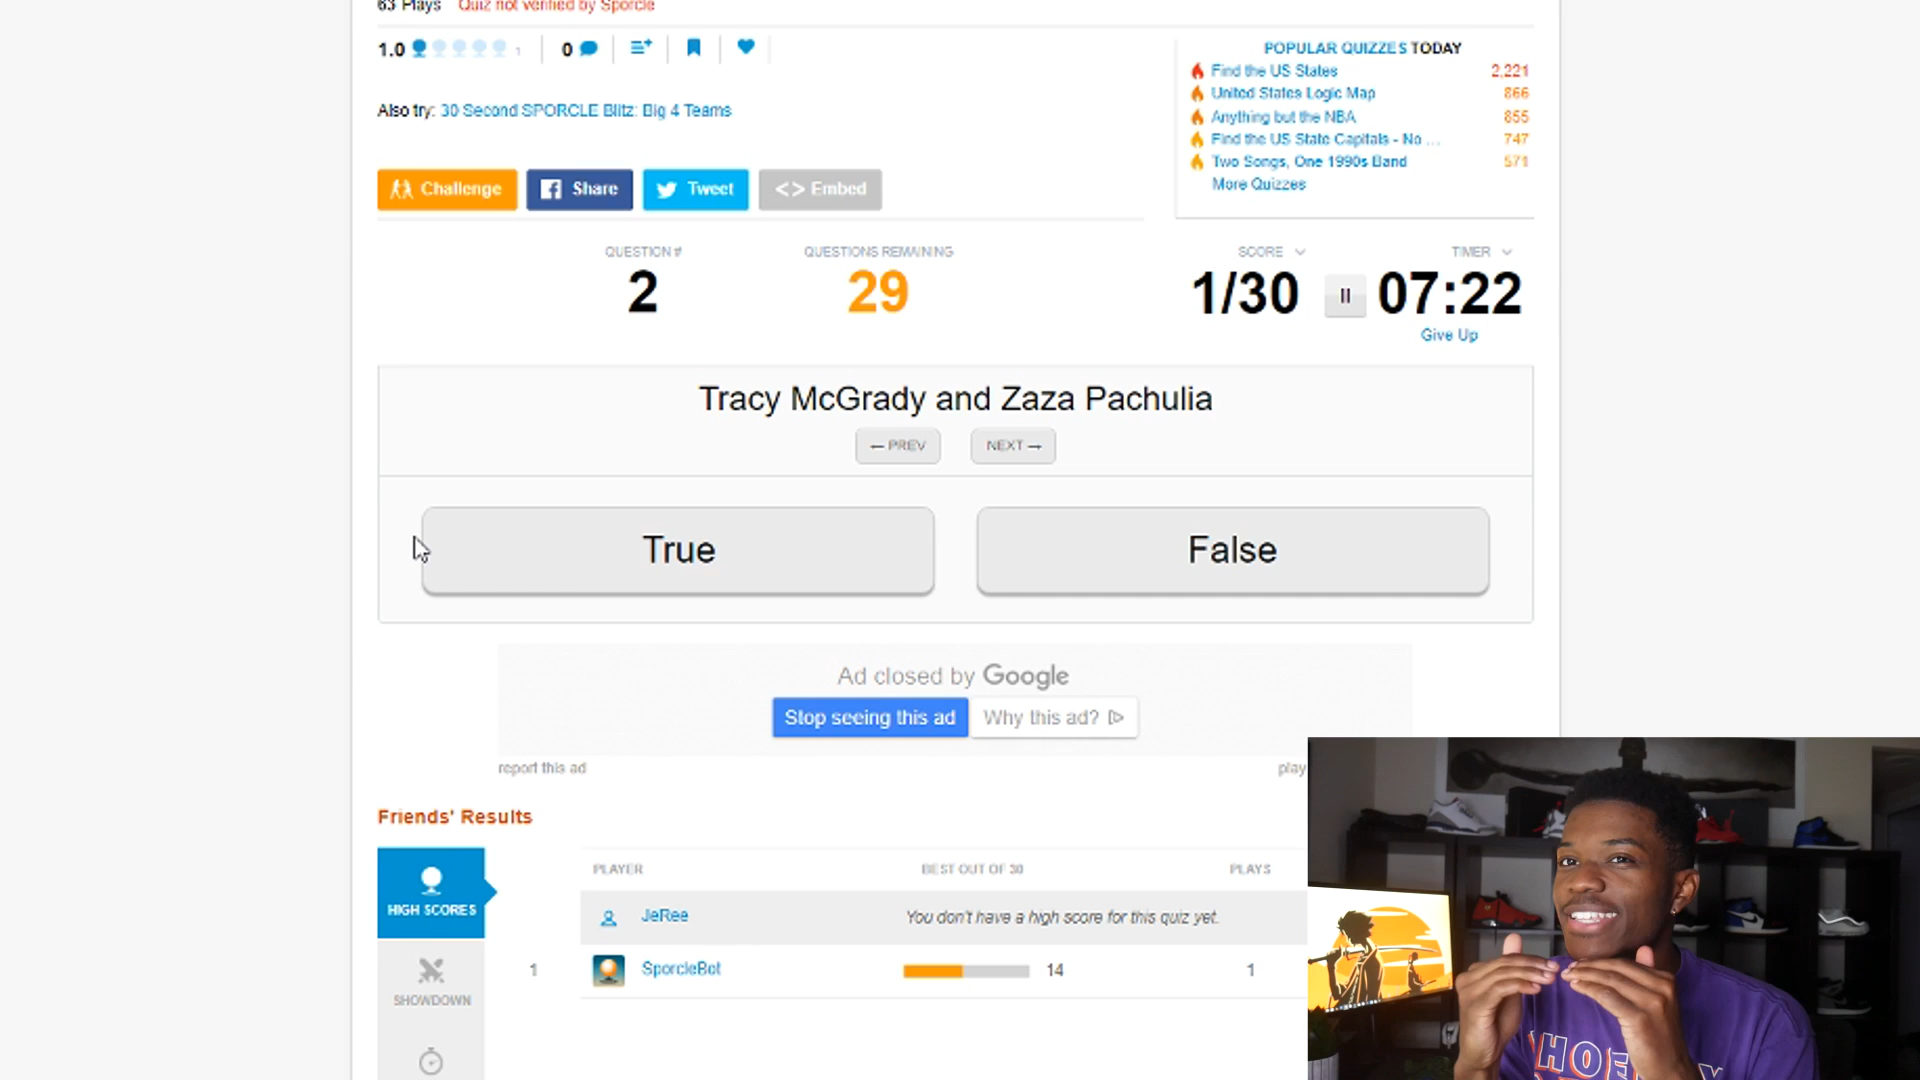 63 Plays Quiz not verified by Sporcle
1.0 1 0
Also try: 30 Second SPORCLE Blitz: Big 4 Teams
Challenge Share Tweet <> Embed
POPULAR QUIZZES TODAY
Find the US States 2,221
United States Logic Map 866
Anything but the NBA 855
Find the US State Capitals - No ... 747
Two Songs, One 1990s Band 571
More Quizzes
QUESTION # QUESTIONS REMAINING SCORE TIMER
2 29 1/30 07:22
Give Up
Tracy McGrady and Zaza Pachulia
← PREV NEXT →
True False
Ad closed by Google
Stop seeing this ad Why this ad?
report this ad play
Friends' Results
HIGH SCORES
SHOWDOWN
PLAYER BEST OUT OF 30 PLAYS
JeRee You don't have a high score for this quiz yet.
1 SporcleBot 14 1